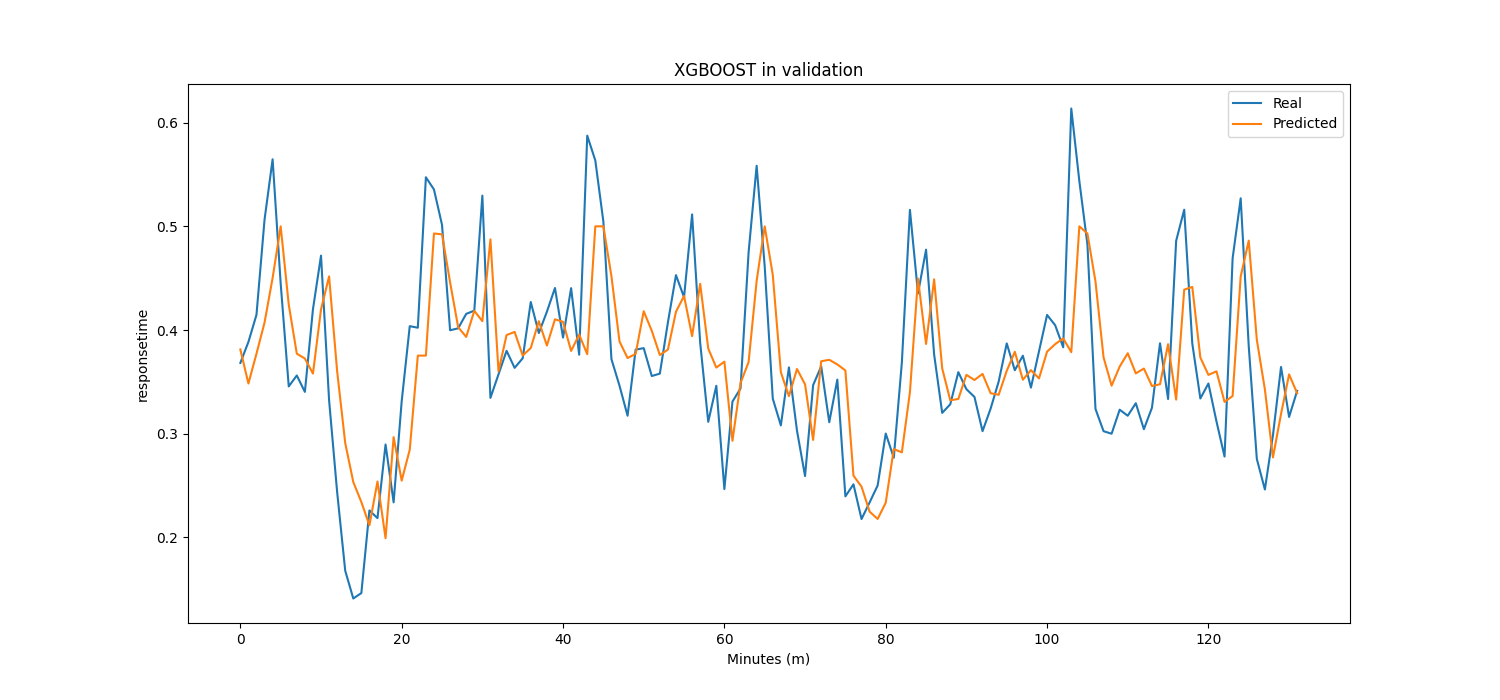 XGBOOST in validation
Real
Predicted
0.6
0.5
0.4
0.3
0.2
responsetime
0 20 40 60 80 100 120
Minutes (m)